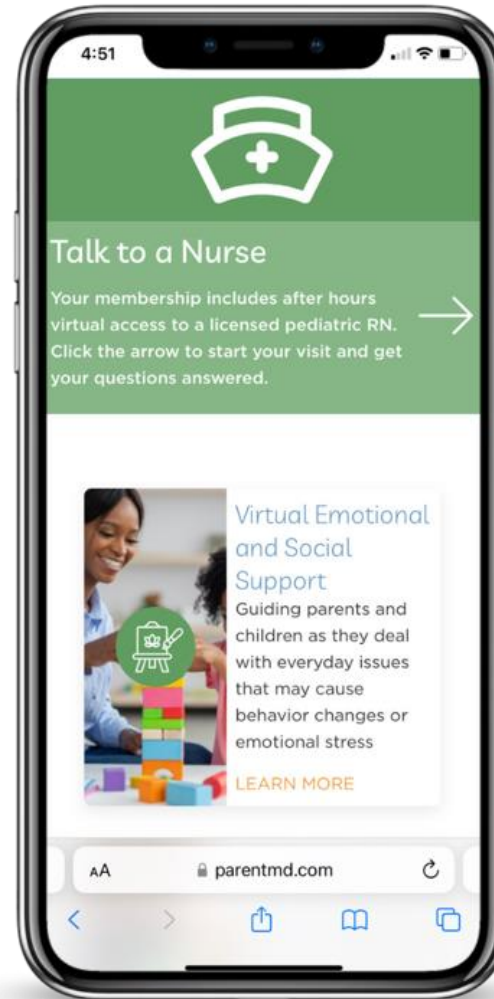 4:51
Talk to a Nurse
Your membership includes after hours
virtual access to a licensed pediatric RN.
Click the arrow to start your visit and get
your questions answered.
Virtual Emotional
and Social
Support
Guiding parents and
children as they deal
with everyday issues
that may cause
behavior changes or
emotional stress
LEARN MORE
AA parentmd.com